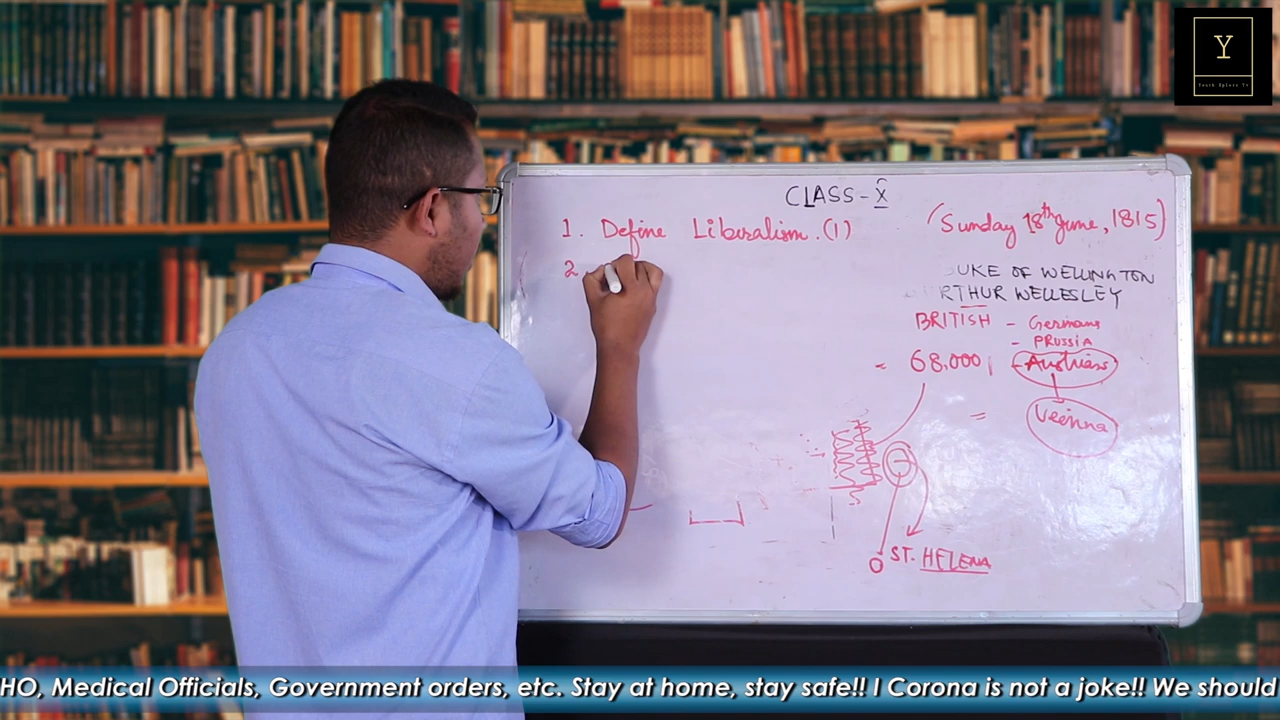 Y
CLASS - X
1. Define Liberalism. (1)
(Sunday 18th June, 1815)
2.
UKE OF WELLINGTON
RTHUR WELLESLEY
BRITISH - Germans
- PRUSSIA
= 68,000 - Austrians
= Veinna
ST. HELENA
HO, Medical Officials, Government orders, etc. Stay at home, stay safe!! I Corona is not a joke!! We should